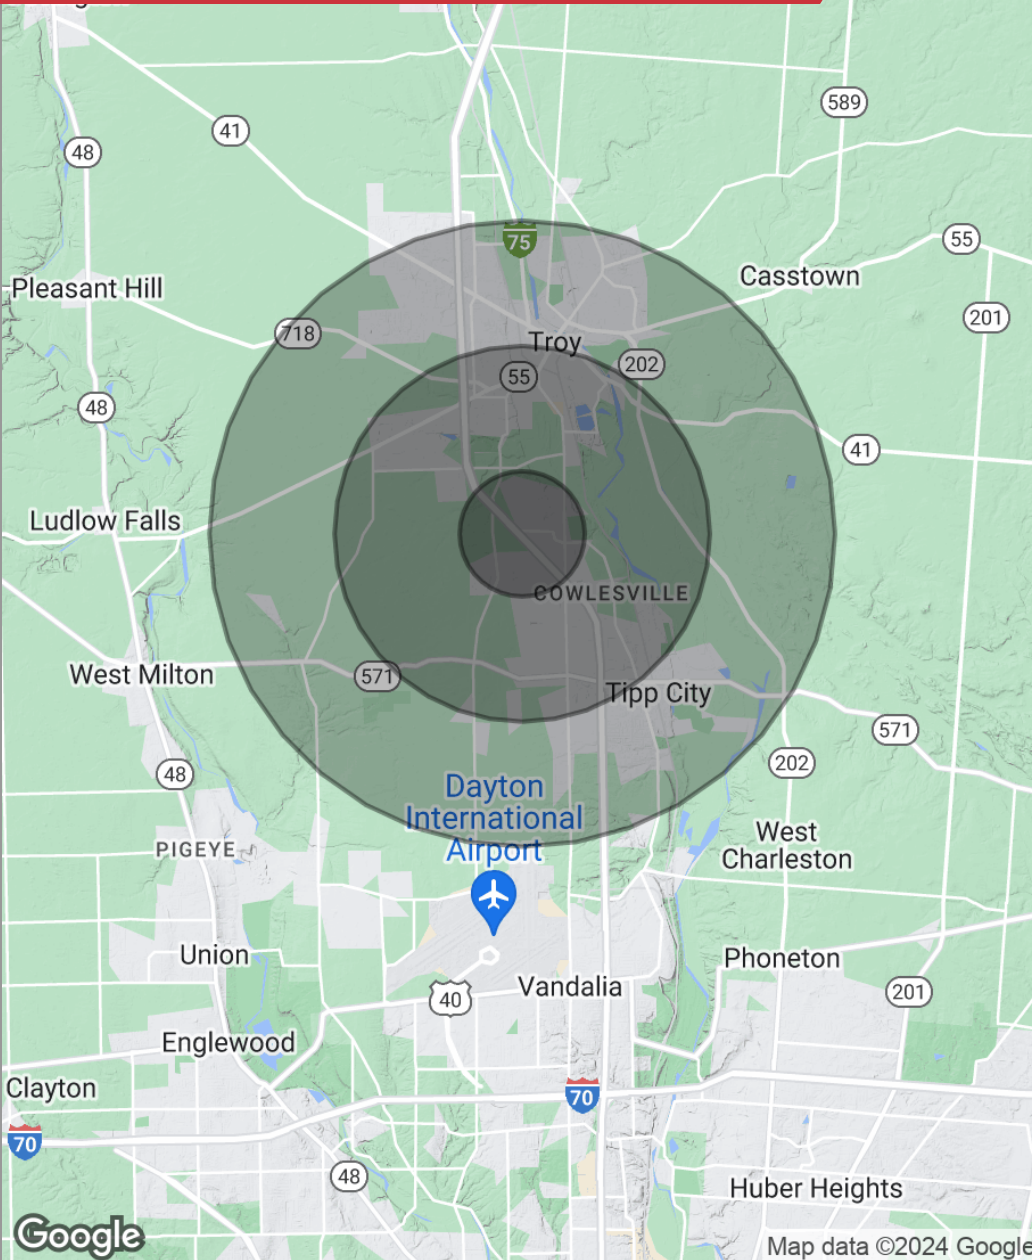 589
41
48
55
75
Casstown
Pleasant Hill
201
718
Troy
202
55
48
41
Ludlow Falls
COWLESVILLE
West Milton
571
Tipp City
571
202
48
Dayton
International
Airport
West
Charleston
PIGEYE
Union
Phoneton
Vandalia
201
40
Englewood
Clayton
70
70
48
Huber Heights
Google
Map data ©2024 Google